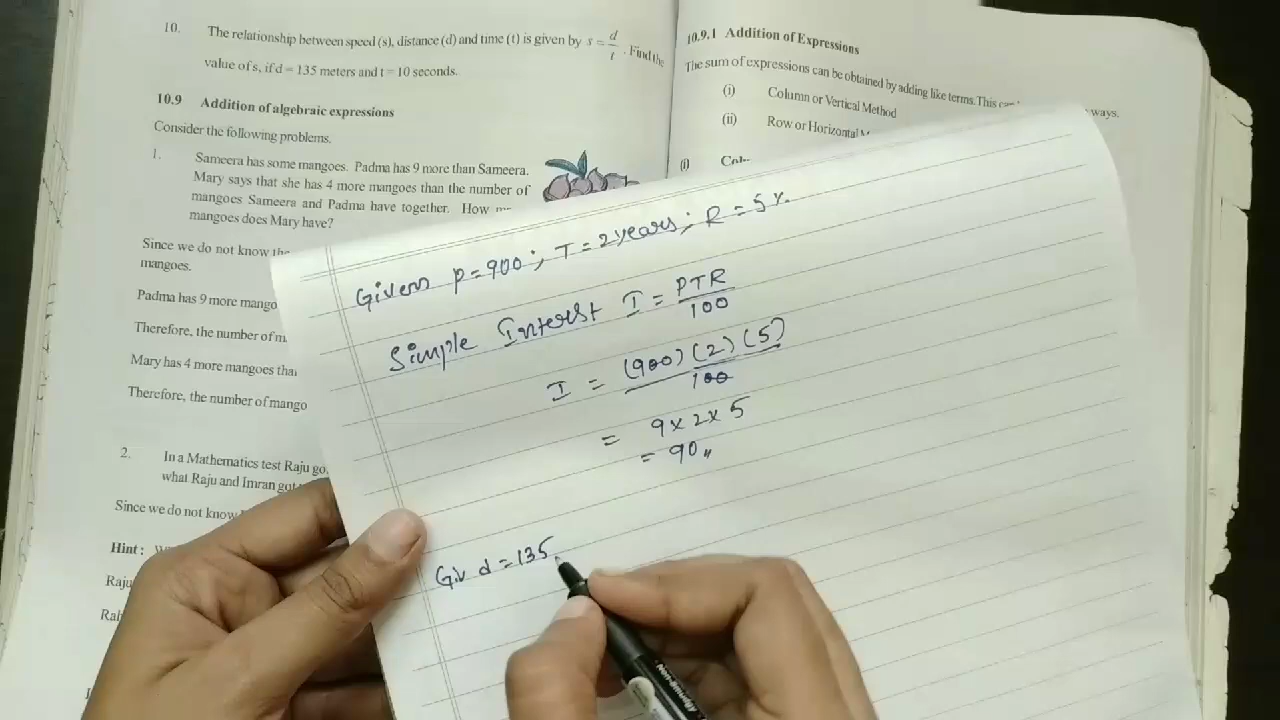 10. The relationship between speed (s), distance (d) and time (t) is given by s = d/t. Find the
value of s, if d = 135 meters and t = 10 seconds.
10.9 Addition of algebraic expressions
Consider the following problems.
1. Sameera has some mangoes. Padma has 9 more than Sameera.
Mary says that she has 4 more mangoes than the number of
mangoes Sameera and Padma have together. How
mangoes does Mary have?
Since we do not know the
mangoes.
Padma has 9 more mango
Therefore, the number of m
Mary has 4 more mangoes tha
Therefore, the number of mango
2. In a Mathematics test Raju go
what Raju and Imran got
Since we do not know
Hint:
Raju
10.9.1 Addition of Expressions
The sum of expressions can be obtained by adding like terms. This ways.
(i) Column or Vertical Method
(ii) Row or Horizontal
(i)
Given P = 900; T = 2 years; R = 5%
Simple Interest I = PTR/100
I = (900)(2)(5)/100
= 9 x 2 x 5
= 90,,
Giv d = 135
Non-Smudgy